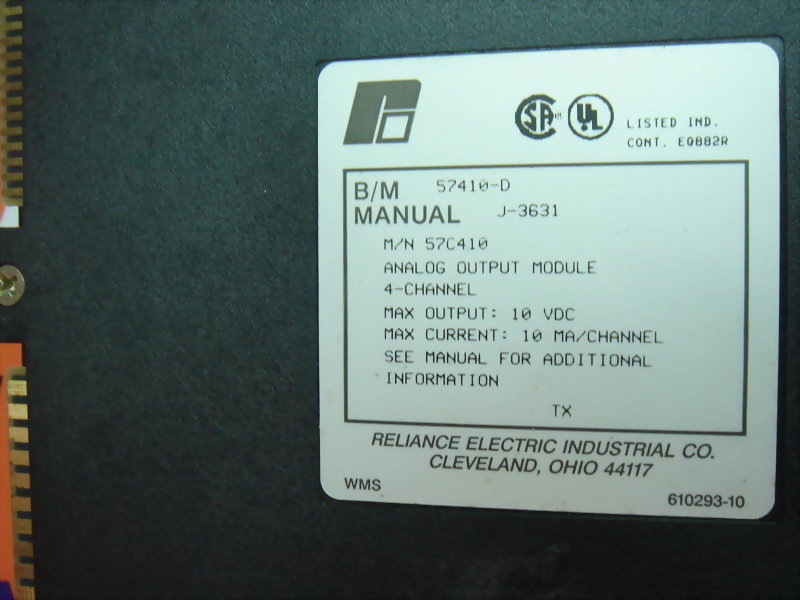 LISTED IND.
CONT. E0882R
B/M 57410-D
MANUAL J-3631
M/N 57C410
ANALOG OUTPUT MODULE
4-CHANNEL
MAX OUTPUT: 10 VDC
MAX CURRENT: 10 MA/CHANNEL
SEE MANUAL FOR ADDITIONAL
INFORMATION
TX
RELIANCE ELECTRIC INDUSTRIAL CO.
CLEVELAND, OHIO 44117
WMS
610293-10